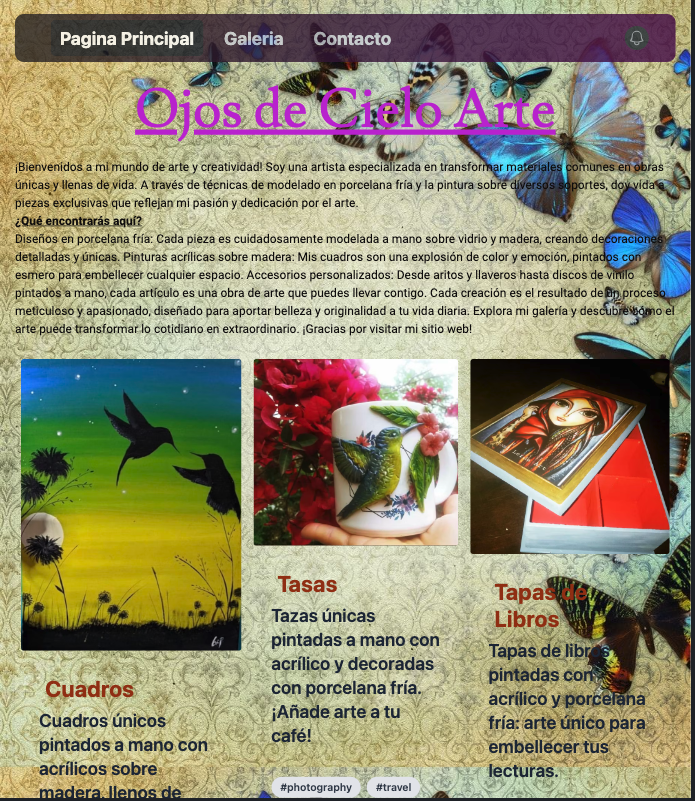 Pagina Principal Galeria Contacto
Ojos de Cielo Arte
¡Bienvenidos a mi mundo de arte y creatividad! Soy una artista especializada en transformar materiales comunes en obras
únicas y llenas de vida. A través de técnicas de modelado en porcelana fría y la pintura sobre diversos soportes, doy vida a
piezas exclusivas que reflejan mi pasión y dedicación por el arte.
¿Qué encontrarás aquí?
Diseños en porcelana fría: Cada pieza es cuidadosamente modelada a mano sobre vidrio y madera, creando decoraciones
detalladas y únicas. Pinturas acrílicas sobre madera: Mis cuadros son una explosión de color y emoción, pintados con
esmero para embellecer cualquier espacio. Accesorios personalizados: Desde aritos y llaveros hasta discos de vinilo
pintados a mano, cada artículo es una obra de arte que puedes llevar contigo. Cada creación es el resultado de un proceso
meticuloso y apasionado, diseñado para aportar belleza y originalidad a tu vida diaria. Explora mi galería y descubre cómo el
arte puede transformar lo cotidiano en extraordinario. ¡Gracias por visitar mi sitio web!
Cuadros
Cuadros únicos
pintados a mano con
acrílicos sobre
madera, llenos de
Tasas
Tazas únicas
pintadas a mano con
acrílico y decoradas
con porcelana fría.
¡Añade arte a tu
café!
#photography #travel
Tapas de
Libros
Tapas de libros
pintadas con
acrílico y porcelana
fría: arte único para
embellecer tus
lecturas.